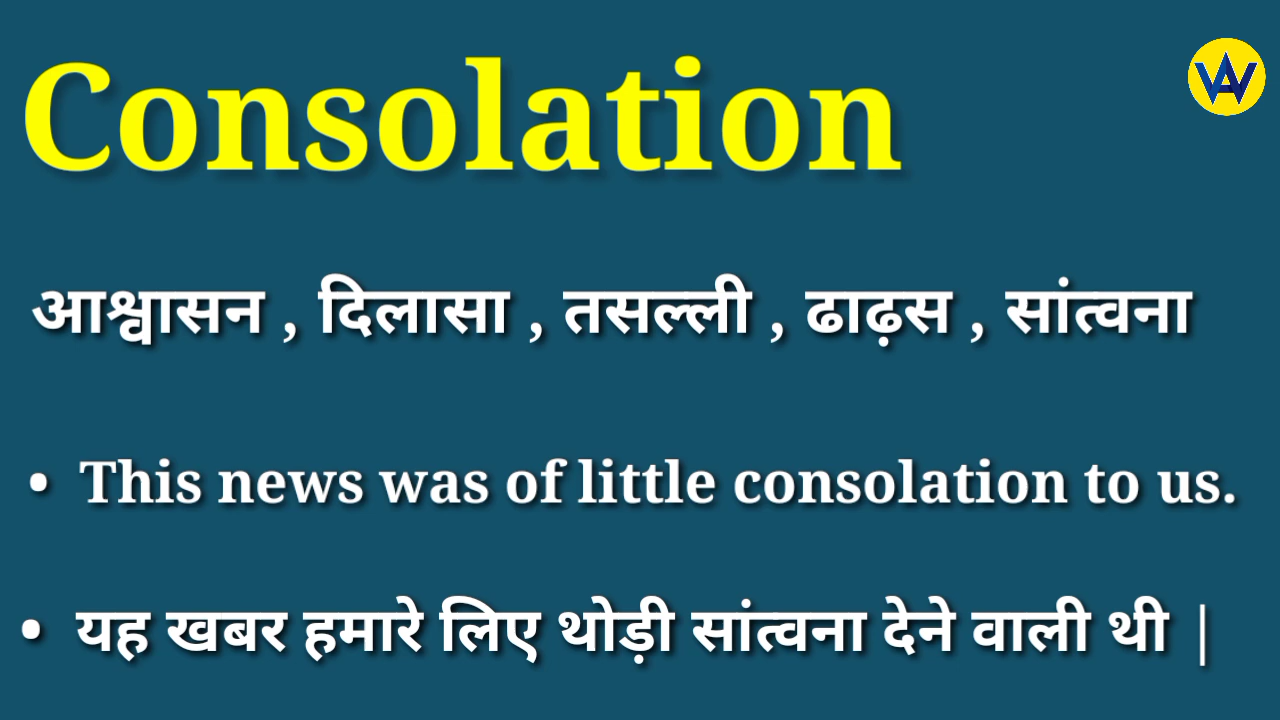 Consolation
आश्वासन , दिलासा , तसल्ली , ढाढ़स , सांत्वना
• This news was of little consolation to us.
• यह खबर हमारे लिए थोड़ी सांत्वना देने वाली थी |